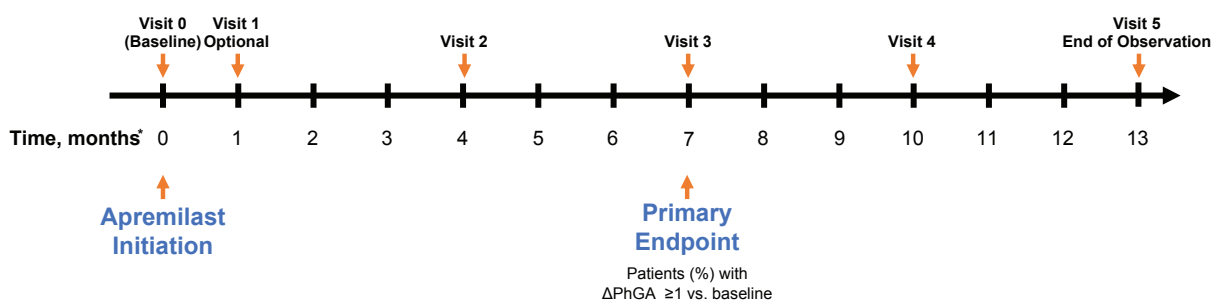 Visit 0 Visit 1 Visit 5
(Baseline) Optional Visit 2 Visit 3 Visit 4 End of Observation
Time, months* 0 1 2 3 4 5 6 7 8 9 10 11 12 13
Apremilast
Initiation
Primary
Endpoint
Patients (%) with
ΔPhGA ≥1 vs. baseline